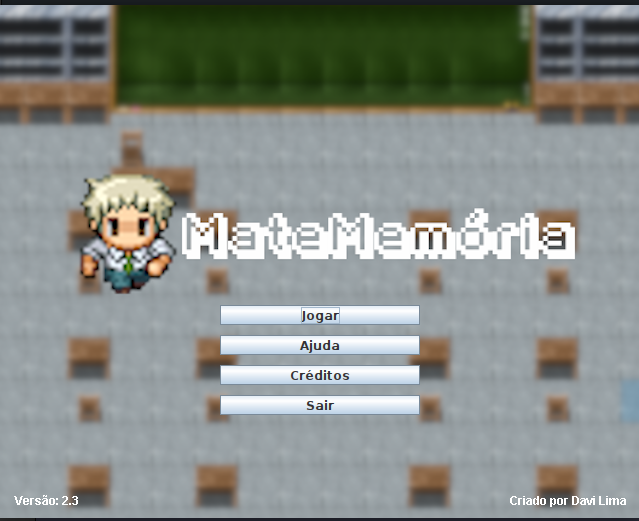 MateMemória
Jogar
Ajuda
Créditos
Sair
Versão: 2.3
Criado por Davi Lima